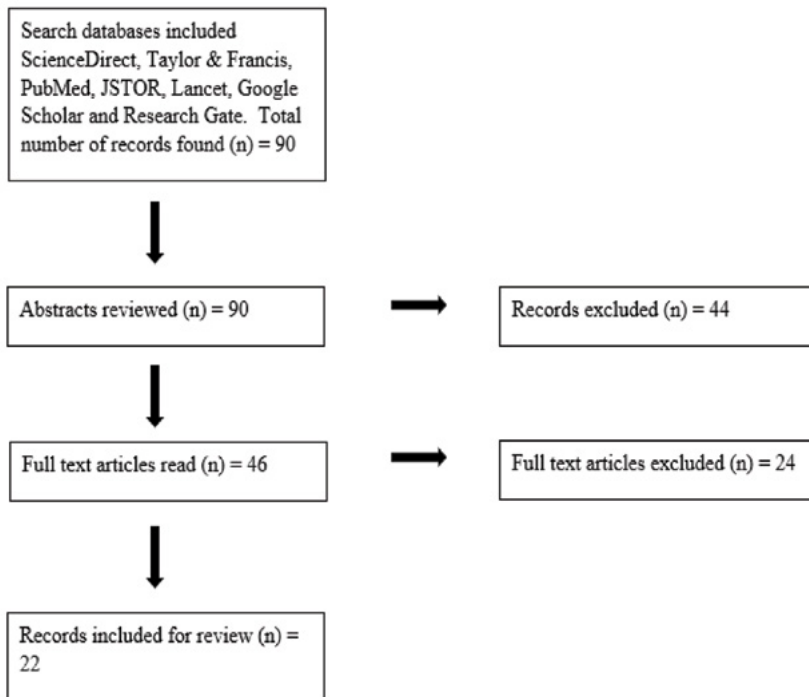 Search databases included
ScienceDirect, Taylor & Francis,
PubMed, JSTOR, Lancet, Google
Scholar and Research Gate.  Total
number of records found (n) = 90
Abstracts reviewed (n) = 90
Records excluded (n) = 44
Full text articles read (n) = 46
Full text articles excluded (n) = 24
Records included for review (n) =
22